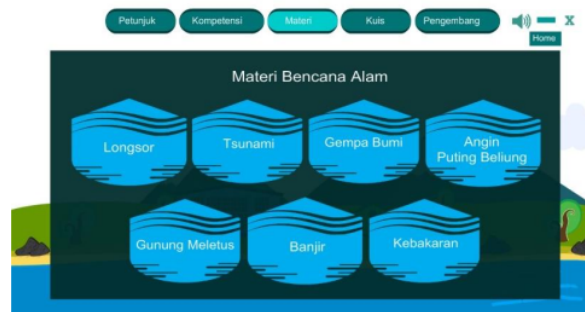 Petunjuk
Kompetensi
Materi
Kuis
Pengembang
X
Home
Materi Bencana Alam
Longsor
Tsunami
Gempa Bumi
Angin
Puting Beliung
Gunung Meletus
Banjir
Kebakaran